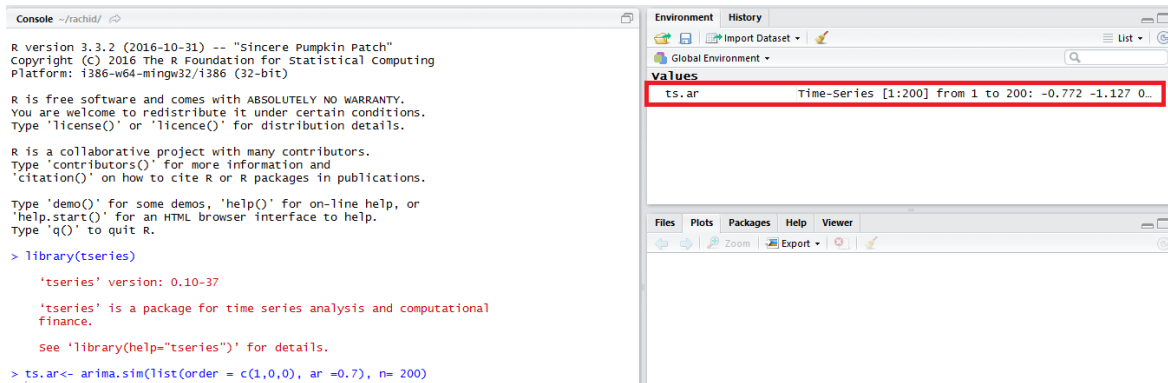 Console ~/rachid/
R version 3.3.2 (2016-10-31) -- "Sincere Pumpkin Patch"
Copyright (C) 2016 The R Foundation for Statistical Computing
Platform: i386-w64-mingw32/i386 (32-bit)
R is free software and comes with ABSOLUTELY NO WARRANTY.
You are welcome to redistribute it under certain conditions.
Type 'license()' or 'licence()' for distribution details.
R is a collaborative project with many contributors.
Type 'contributors()' for more information and
'citation()' on how to cite R or R packages in publications.
Type 'demo()' for some demos, 'help()' for on-line help, or
'help.start()' for an HTML browser interface to help.
Type 'q()' to quit R.
> library(tseries)
‘tseries’ version: 0.10-37
‘tseries’ is a package for time series analysis and computational
finance.
See ‘library(help="tseries")’ for details.
> ts.ar<- arima.sim(list(order = c(1,0,0), ar =0.7), n= 200)
Environment History
Import Dataset List
Global Environment
Values
ts.ar Time-Series [1:200] from 1 to 200: -0.772 -1.127 0…
Files Plots Packages Help Viewer
Zoom Export